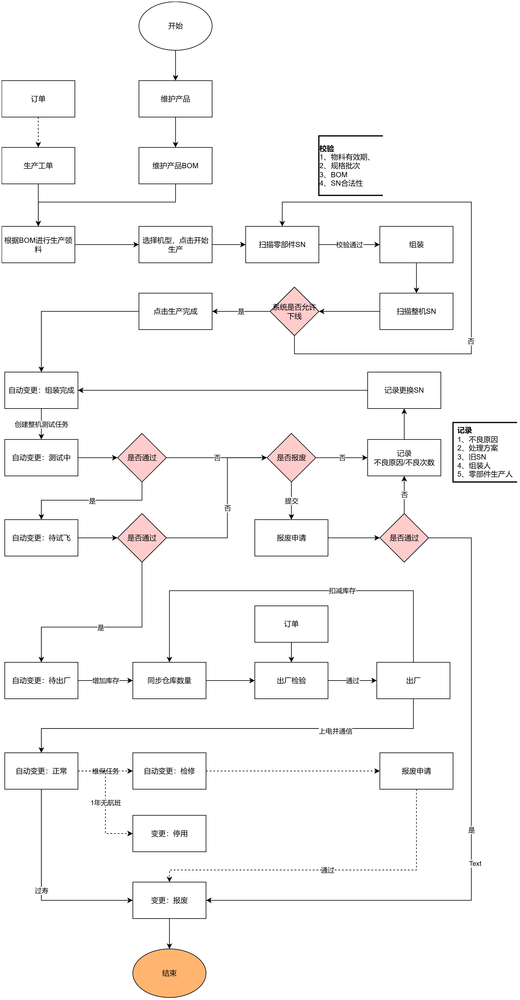 开始
订单
维护产品
生产工单
维护产品BOM
校验
1、物料有效期、
2、规格批次
3、BOM
4、SN合法性
根据BOM进行生产领
料
选择机型，点击开始
生产
扫描零部件SN
校验通过
组装
点击生产完成
是
系统是否允许
下线
扫描整机SN
否
自动变更：组装完成
记录更换SN
创建整机测试任务
记录
1、不良原因
2、处理方案
3、旧SN
4、组装人
5、零部件生产人
自动变更：测试中
是否通过
否
是否报废
否
记录
不良原因/不良次数
是
否
提交
否
自动变更：待试飞
是否通过
报废申请
是否通过
扣减库存
订单
是
自动变更：待出厂
增加库存
同步仓库数量
出厂检验
通过
出厂
上电并通信
自动变更：正常
维保任务
自动变更：检修
报废申请
1年无航班
变更：停用
是
Text
通过
过寿
变更：报废
结束